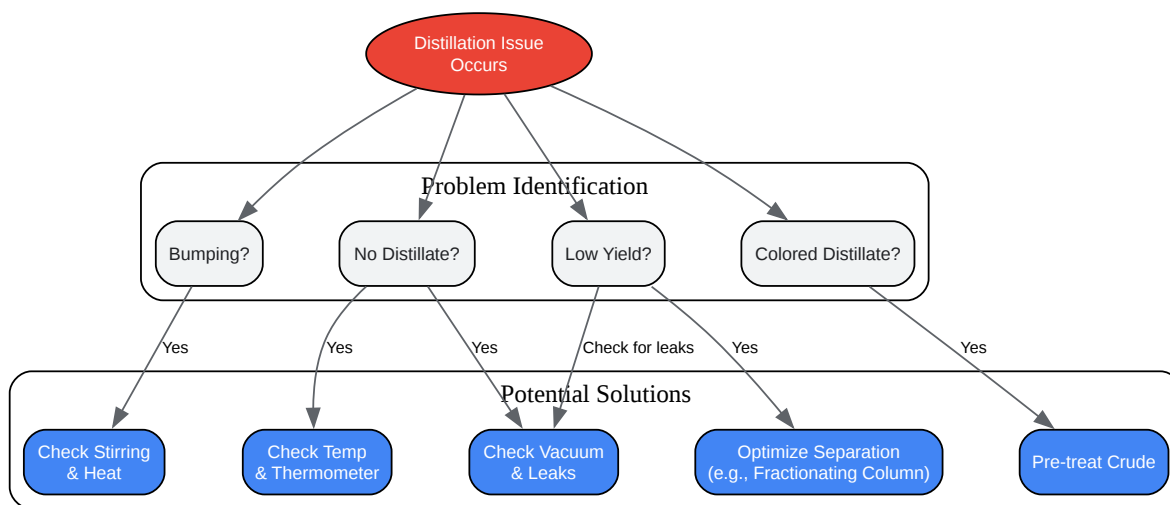 Distillation Issue
Occurs
Problem Identification
Bumping?
No Distillate?
Low Yield?
Colored Distillate?
Yes
Yes
Yes
Check for leaks
Yes
Yes
Potential Solutions
Check Stirring
& Heat
Check Temp
& Thermometer
Check Vacuum
& Leaks
Optimize Separation
(e.g., Fractionating Column)
Pre-treat Crude